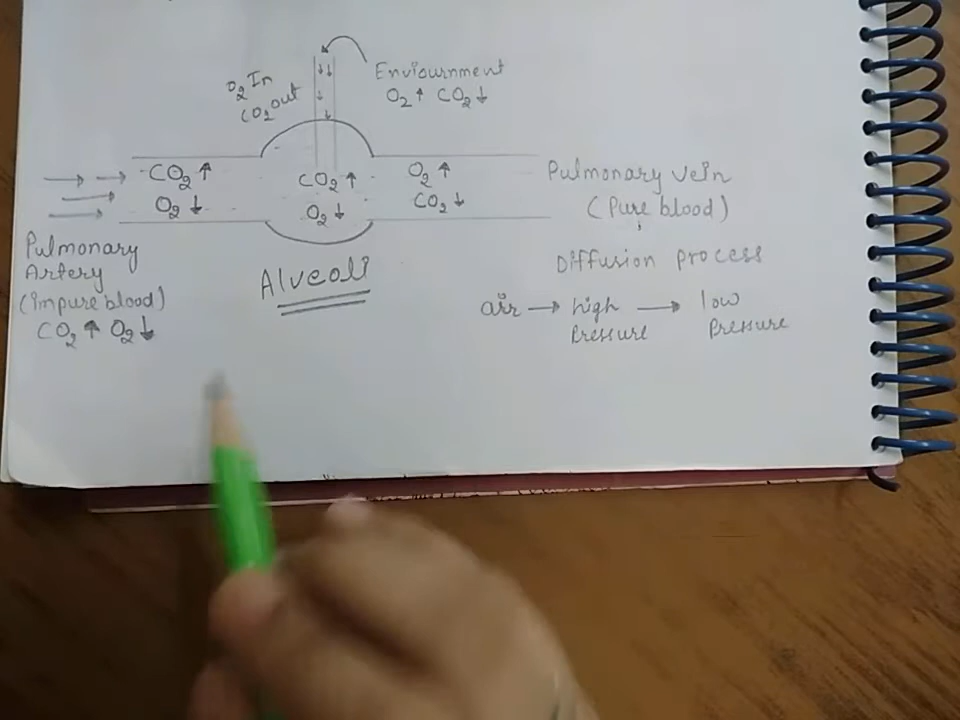 O2 In
CO2 out
Enviournment
O2↑ CO2↓
CO2↑
O2↓
CO2↑
O2↓
O2↑
CO2↓
Pulmonary vein
(Pure blood)
Pulmonary
Artery
(impure blood)
CO2↑ O2↓
Alveoli
Diffusion process
air → high Pressure → low Pressure